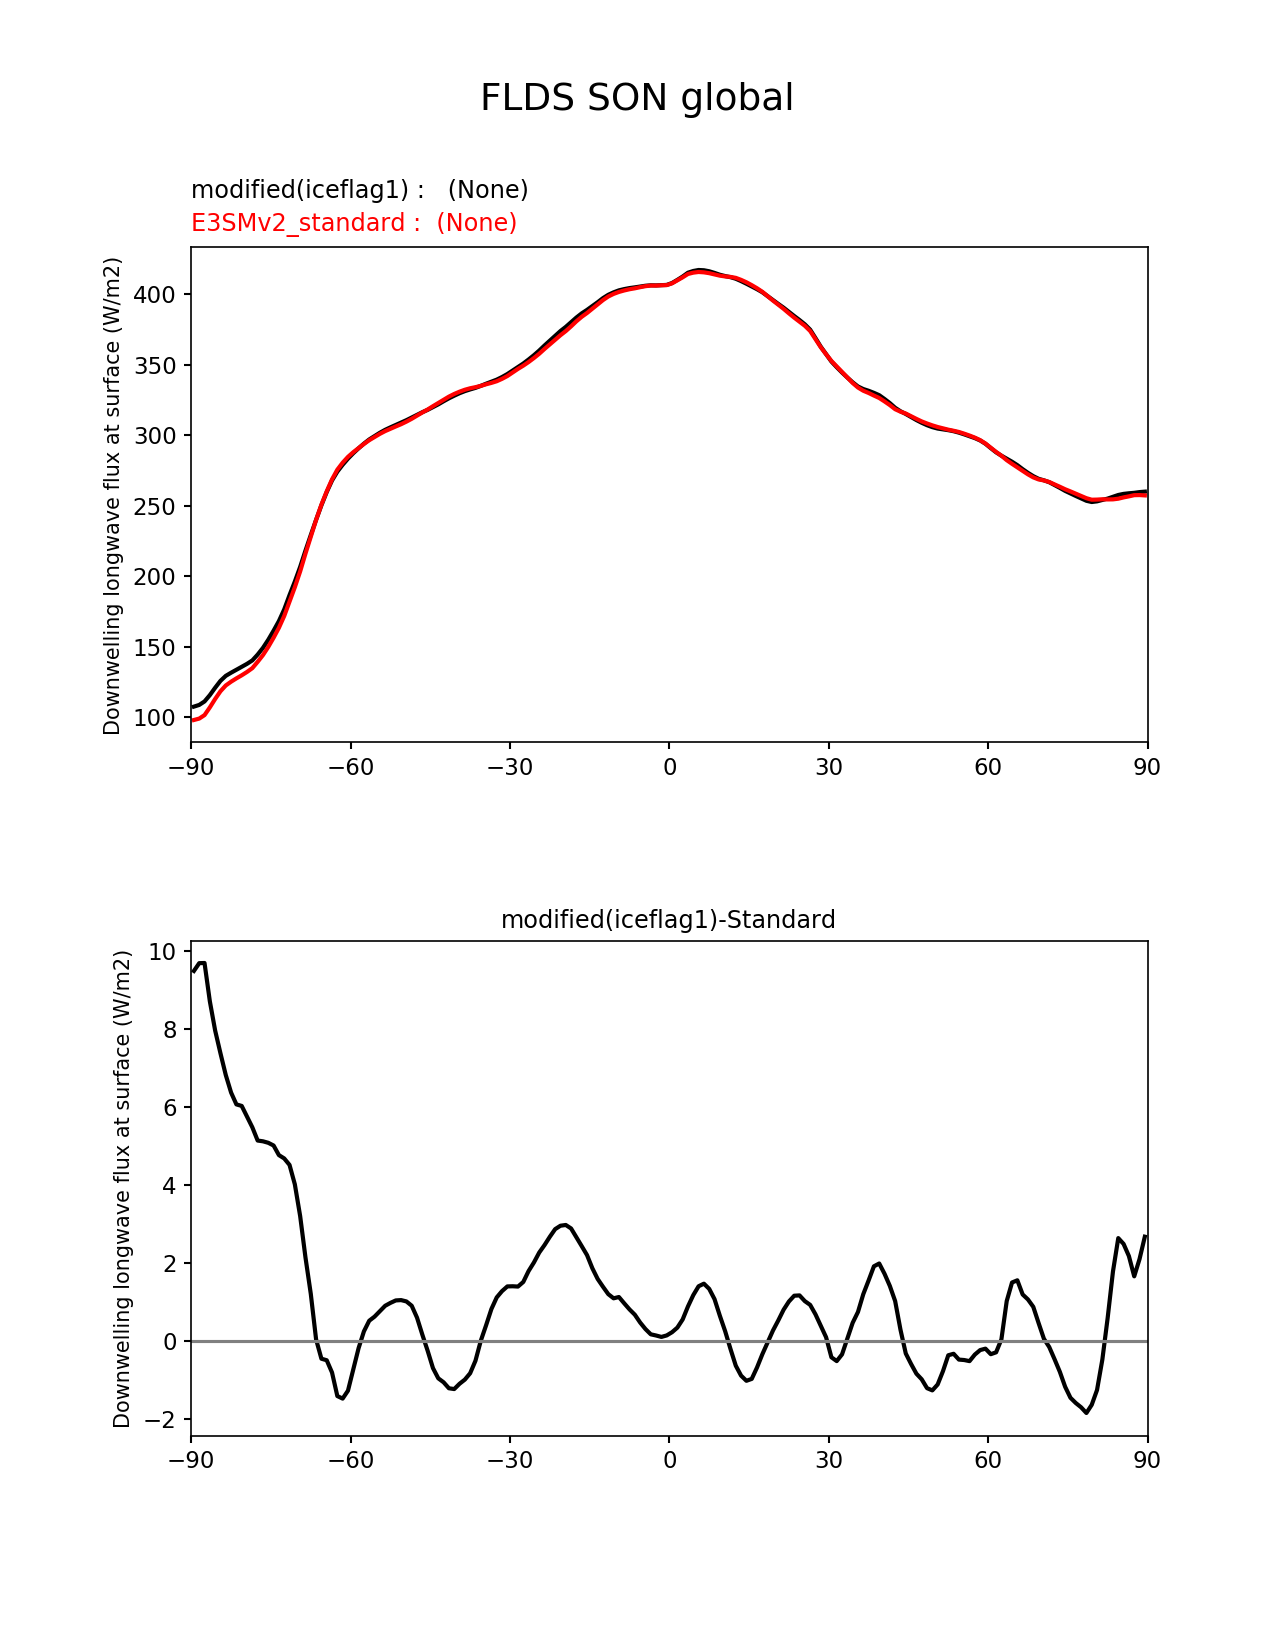 FLDS SON global
modified(iceflag1) :   (None)
E3SMv2_standard :  (None)
Downwelling longwave flux at surface (W/m2)
400
350
300
250
200
150
100
−90 −60 −30 0 30 60 90
modified(iceflag1)-Standard
Downwelling longwave flux at surface (W/m2)
10
8
6
4
2
0
−2
−90 −60 −30 0 30 60 90